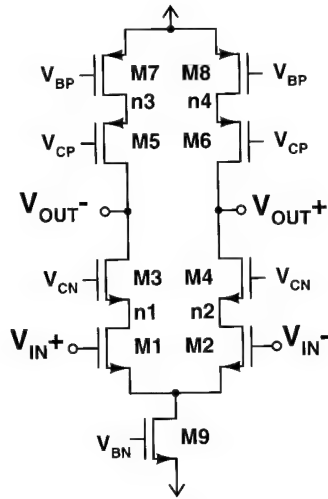 V_BP M7 M8 V_BP
n3 n4
V_CP M5 M6 V_CP
V_OUT- V_OUT+
V_CN M3 M4 V_CN
n1 n2
V_IN+ M1 M2 V_IN-
V_BN M9